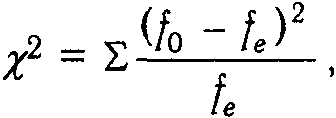 χ² = Σ (f₀ − fₑ)² / fₑ ,